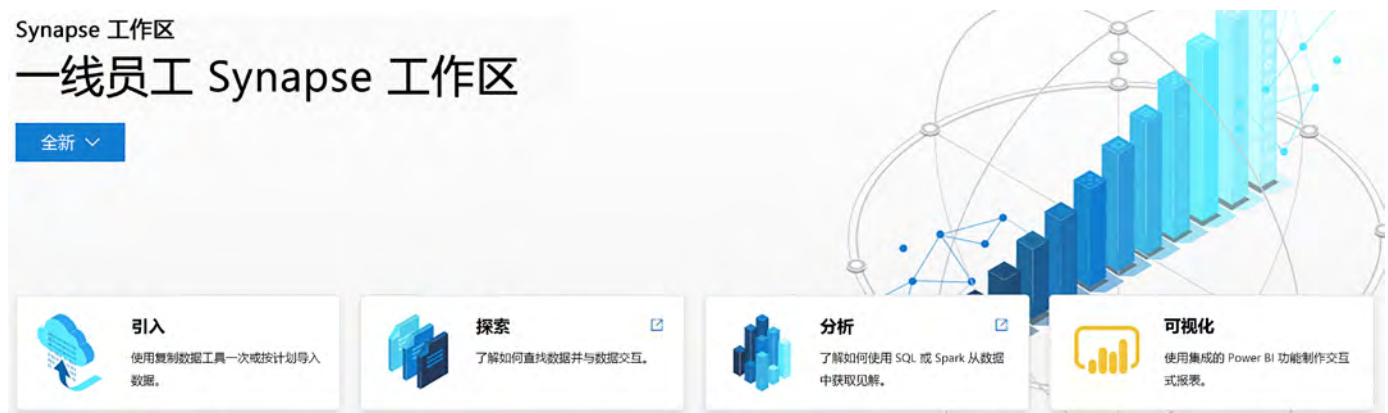 Synapse 工作区
一线员工 Synapse 工作区
全新
引入
使用复制数据工具一次或按计划导入
数据。
探索
了解如何直找数据并与数据交互。
分析
了解如何使用 SQL 或 Spark 从数据
中获取见解。
可视化
使用集成的 Power BI 功能制作交互
式报表。